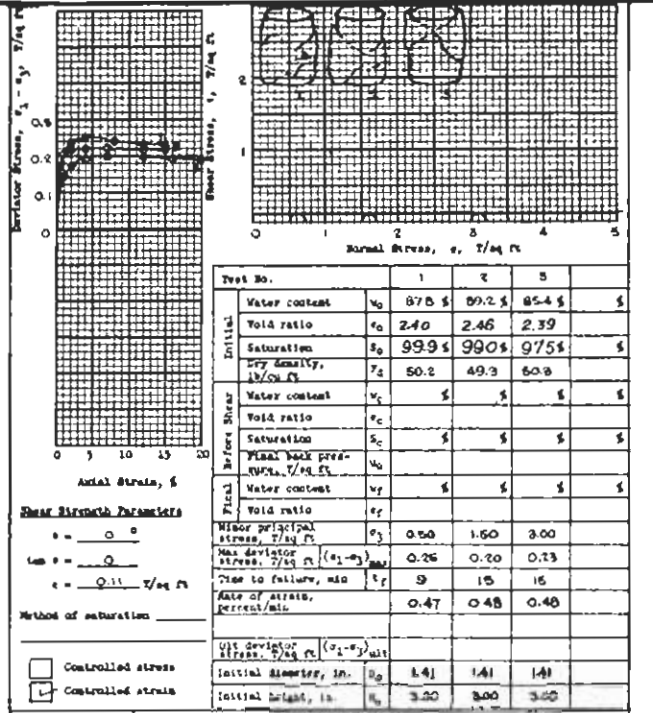 Deviator Stress, σ1 - σ3, T/sq ft
0.3
0.2
0.1
0
0 5 10 15 20
Axial Strain, %
Shear Stress, τ, T/sq ft
2
1
0
0 1 2 3 4 5
Normal Stress, σ, T/sq ft
Shear Strength Parameters
φ = 0 °
tan φ = 0
c = 0.11 T/sq ft
Method of saturation
Controlled stress
Controlled strain
Test No. 1 2 3
Initial
Water content w₀ 87.8 % 89.2 % 85.4 % %
Void ratio e₀ 2.40 2.46 2.39
Saturation S₀ 99.9 % 99.0 % 97.5 % %
Dry density, lb/cu ft γd 50.2 49.3 50.3
Before Shear
Water content wc % % % %
Void ratio ec
Saturation Sc % % % %
Final back pressure, T/sq ft u₀
Final
Water content wf % % % %
Void ratio ef
Minor principal stress, T/sq ft σ3 0.50 1.50 3.00
Max deviator stress, T/sq ft (σ1-σ3)max 0.26 0.20 0.23
Time to failure, min tf 9 15 15
Rate of strain, percent/min 0.47 0.48 0.48
Ult deviator stress, T/sq ft (σ1-σ3)ult
Initial diameter, in. D₀ 1.41 1.41 1.41
Initial height, in. H₀ 3.00 3.00 3.00